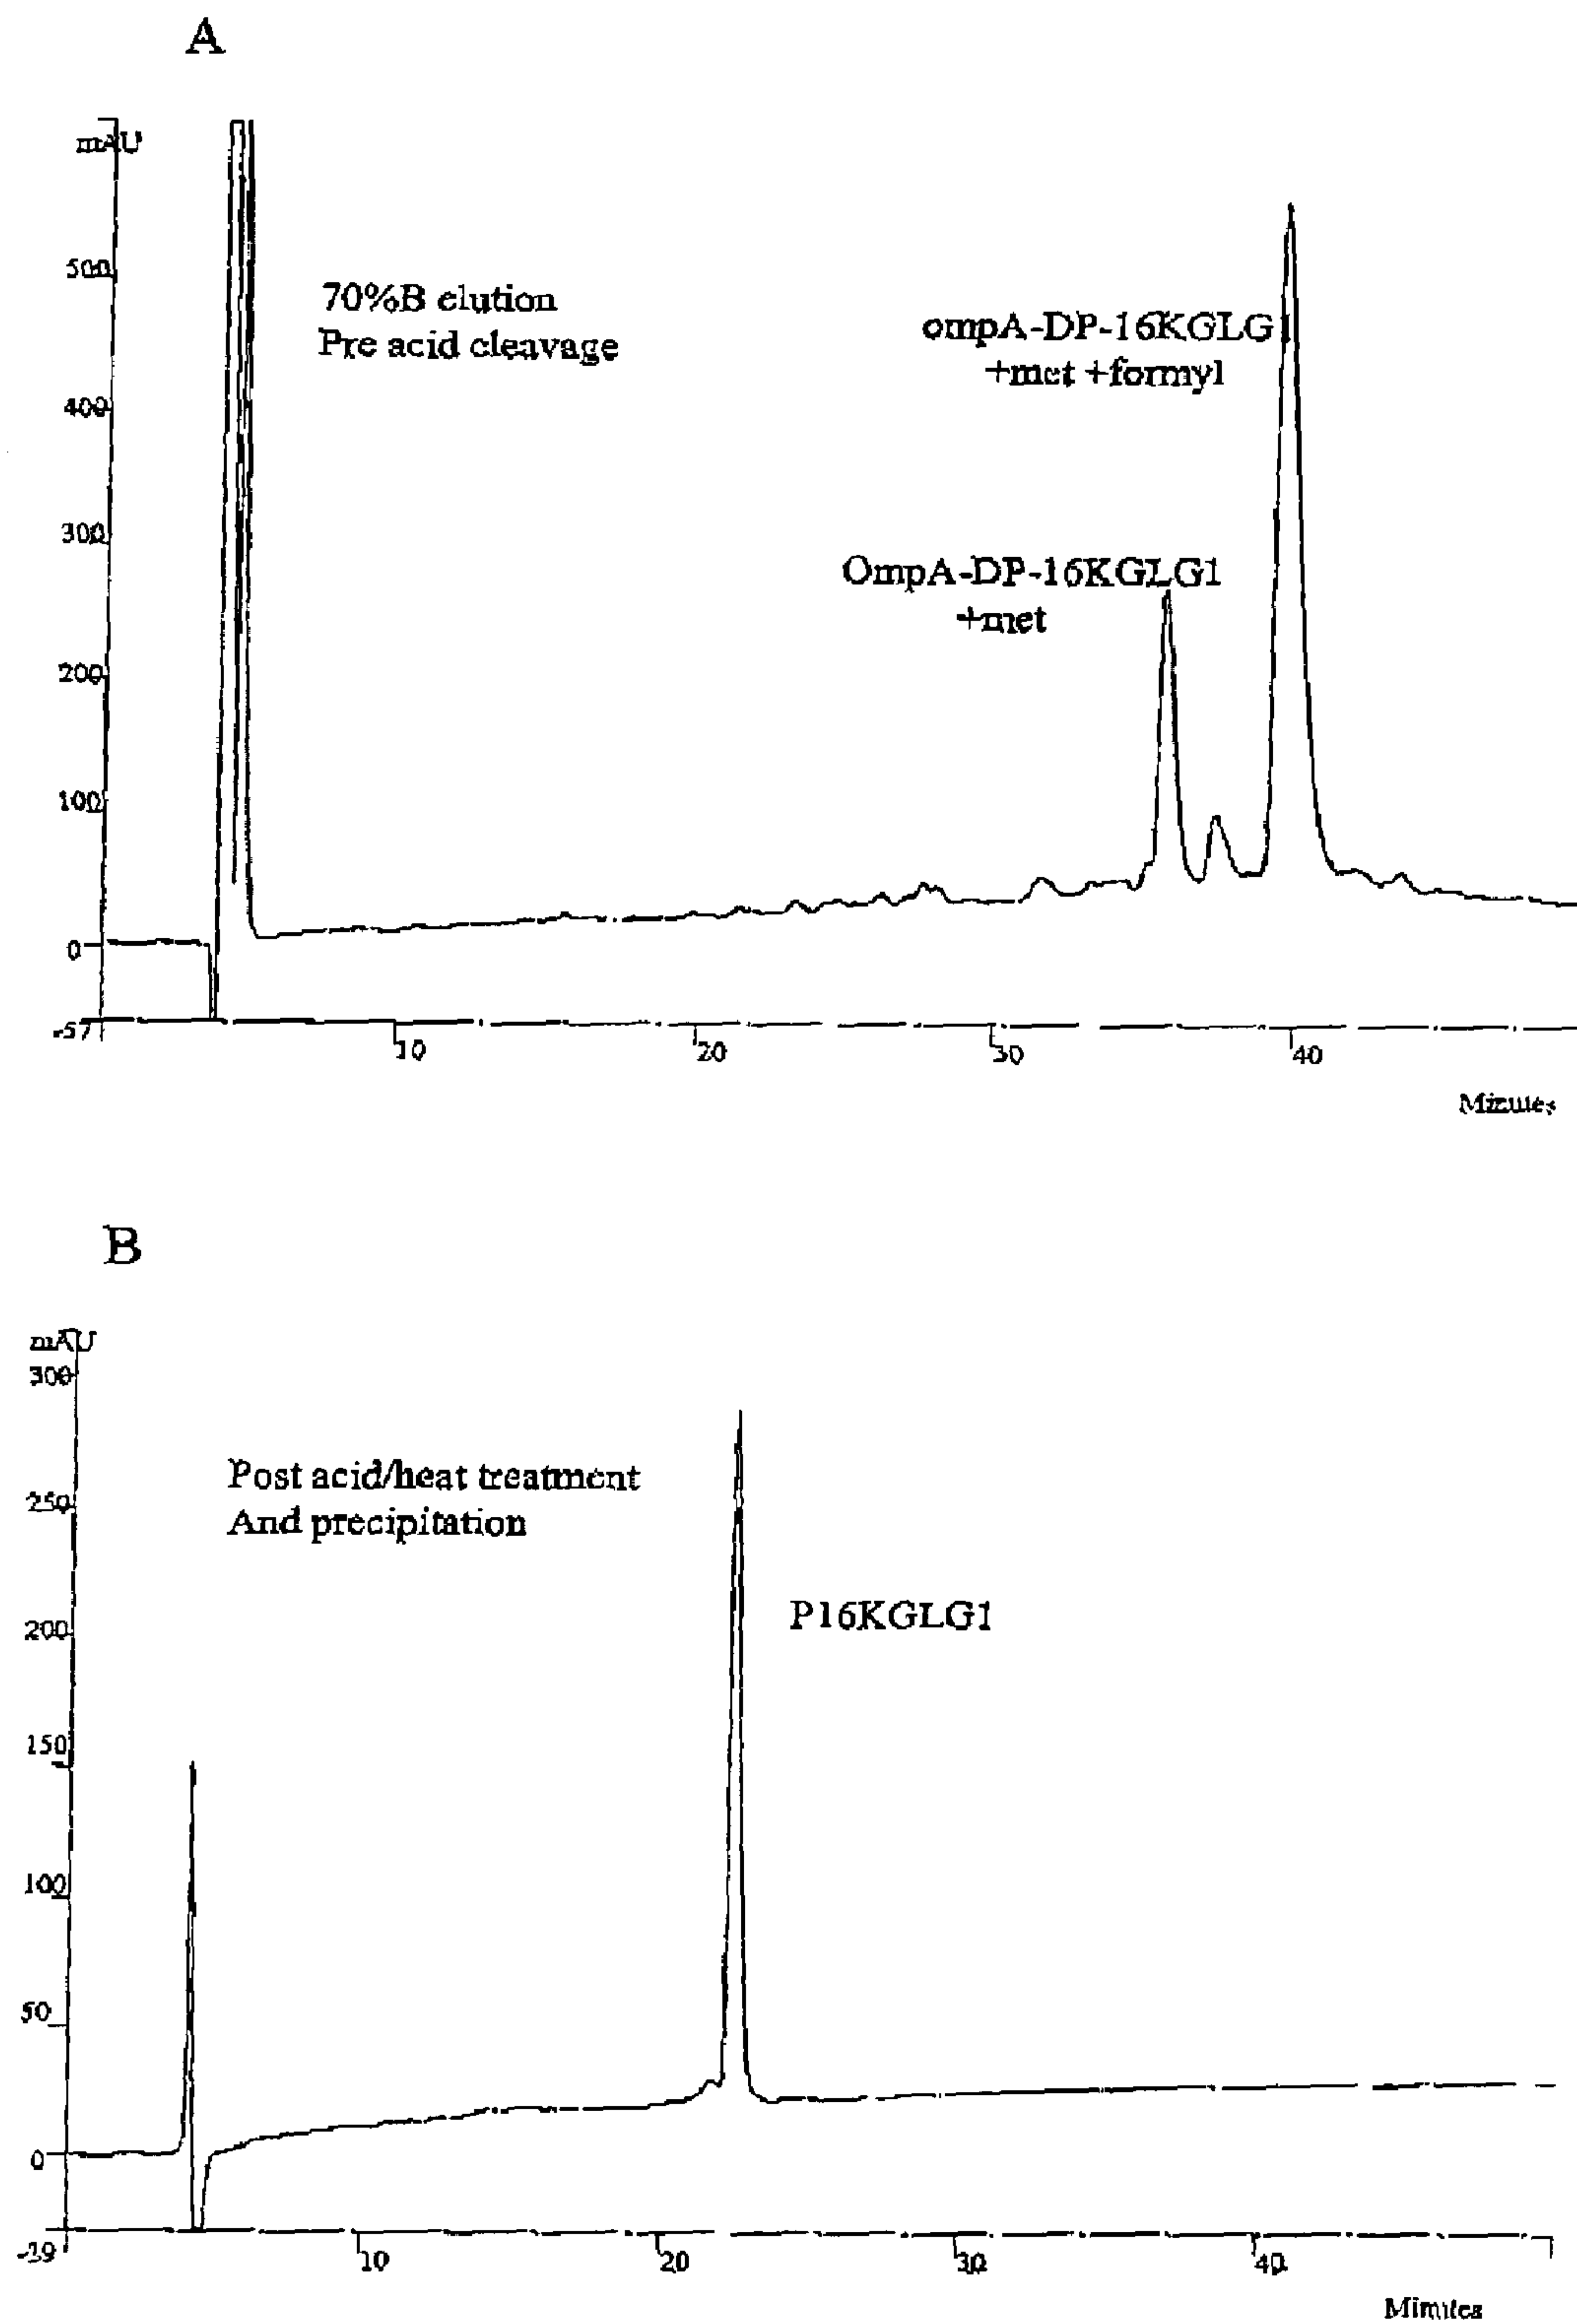 A
mAU
500
70%B elution
Pre acid cleavage
ompA-DP-16KGLG1
+met +formyl
400
300
OmpA-DP-16KGLG1
+met
200
100
0
-57
10
20
30
40
Minutes
B
mAU
300
Post acid/heat treatment
And precipitation
250
P16KGLG1
200
150
100
50
0
-29
10
20
30
40
Minutes